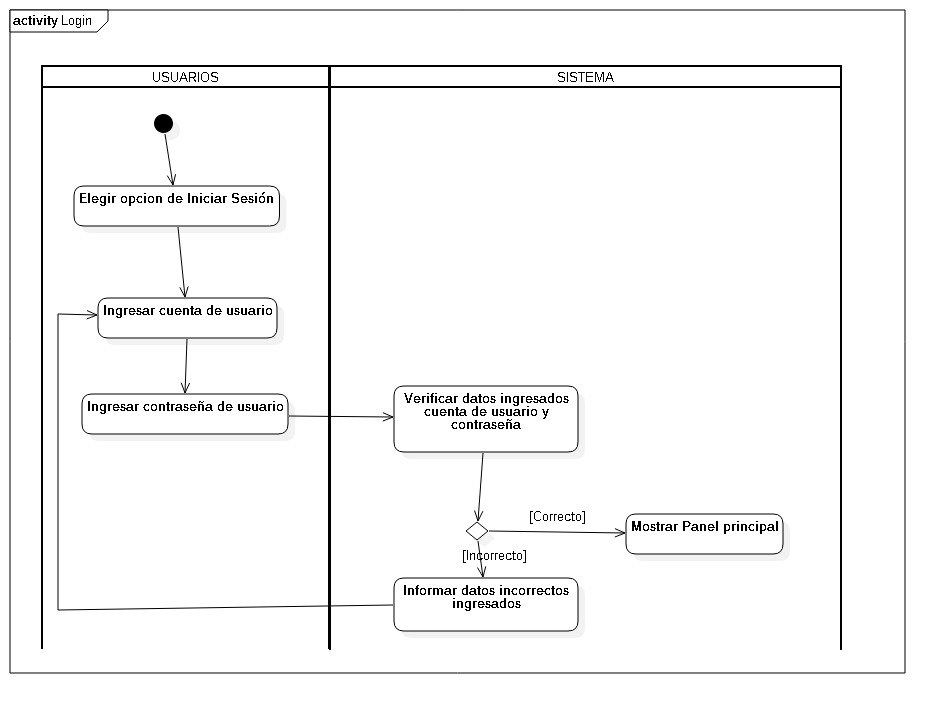 activity Login
USUARIOS
SISTEMA
Elegir opcion de Iniciar Sesión
Ingresar cuenta de usuario
Ingresar contraseña de usuario
Verificar datos ingresados
cuenta de usuario y
contraseña
[Correcto]
Mostrar Panel principal
[Incorrecto]
Informar datos incorrectos
ingresados